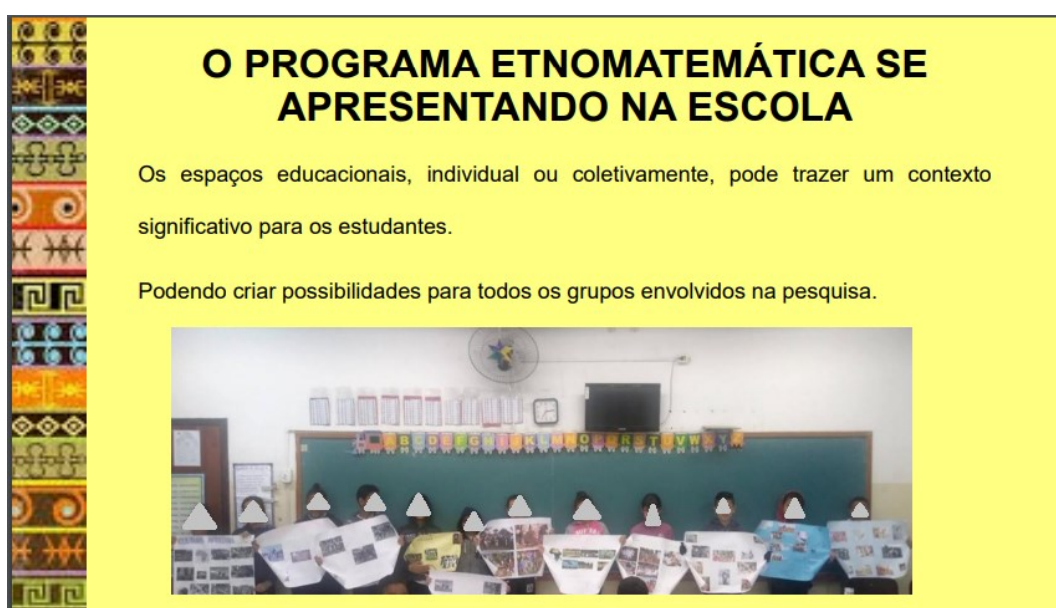 O PROGRAMA ETNOMATEMÁTICA SE
APRESENTANDO NA ESCOLA
Os espaços educacionais, individual ou coletivamente, pode trazer um contexto
significativo para os estudantes.
Podendo criar possibilidades para todos os grupos envolvidos na pesquisa.
A B C D E F G H I J K L M N O P Q R S T U V W X Y Z